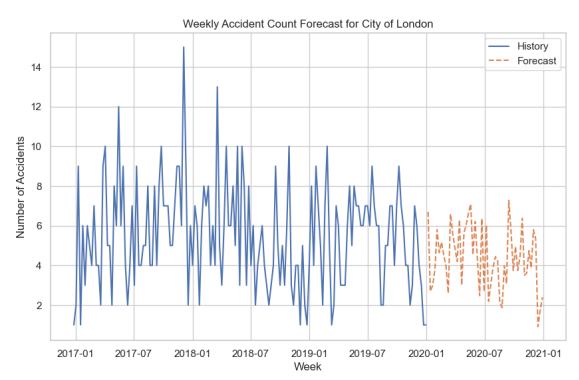 Weekly Accident Count Forecast for City of London
History
Forecast
Number of Accidents
14
12
10
8
6
4
2
2017-01 2017-07 2018-01 2018-07 2019-01 2019-07 2020-01 2020-07 2021-01
Week